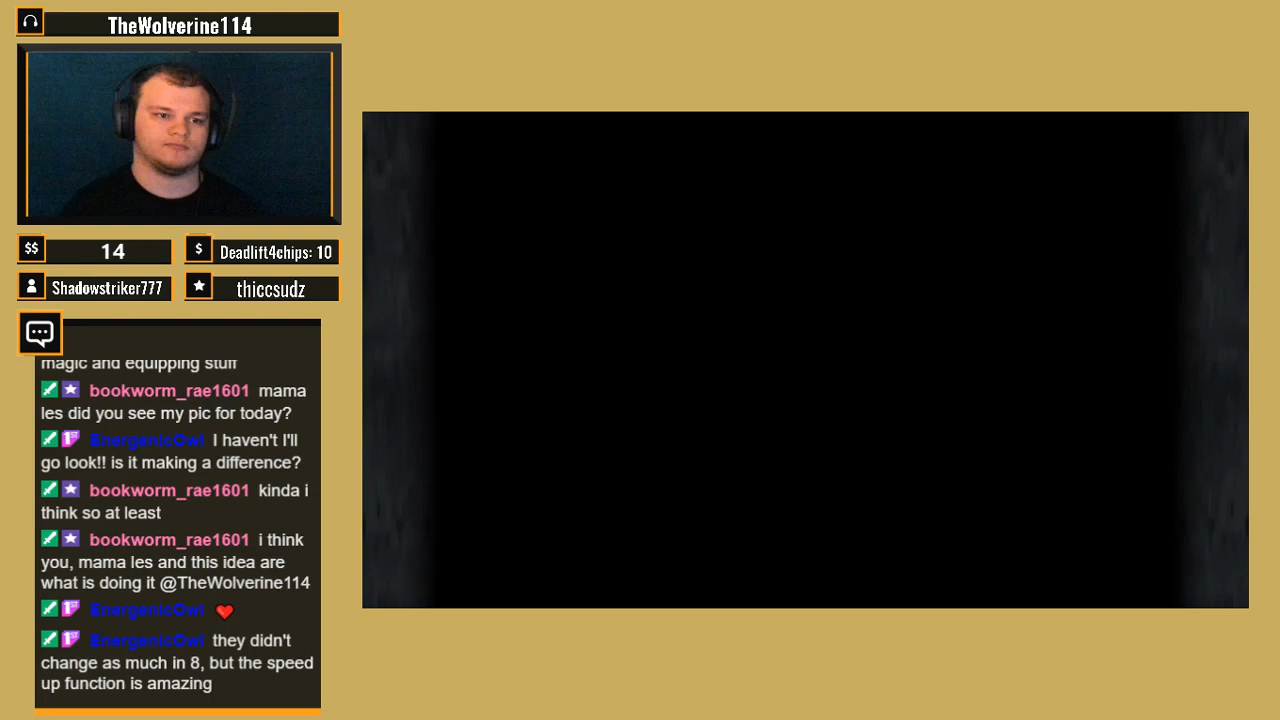 TheWolverine114
$$
14
$
Deadlift4chips: 10
Shadowstriker777
thiccsudz
magic and equipping stuff
bookworm_rae1601 mama
les did you see my pic for today?
1ST EnergenicOwl I haven't I'll
go look!! is it making a difference?
bookworm_rae1601 kinda i
think so at least
bookworm_rae1601 i think
you, mama les and this idea are
what is doing it @TheWolverine114
1ST EnergenicOwl
1ST EnergenicOwl they didn't
change as much in 8, but the speed
up function is amazing